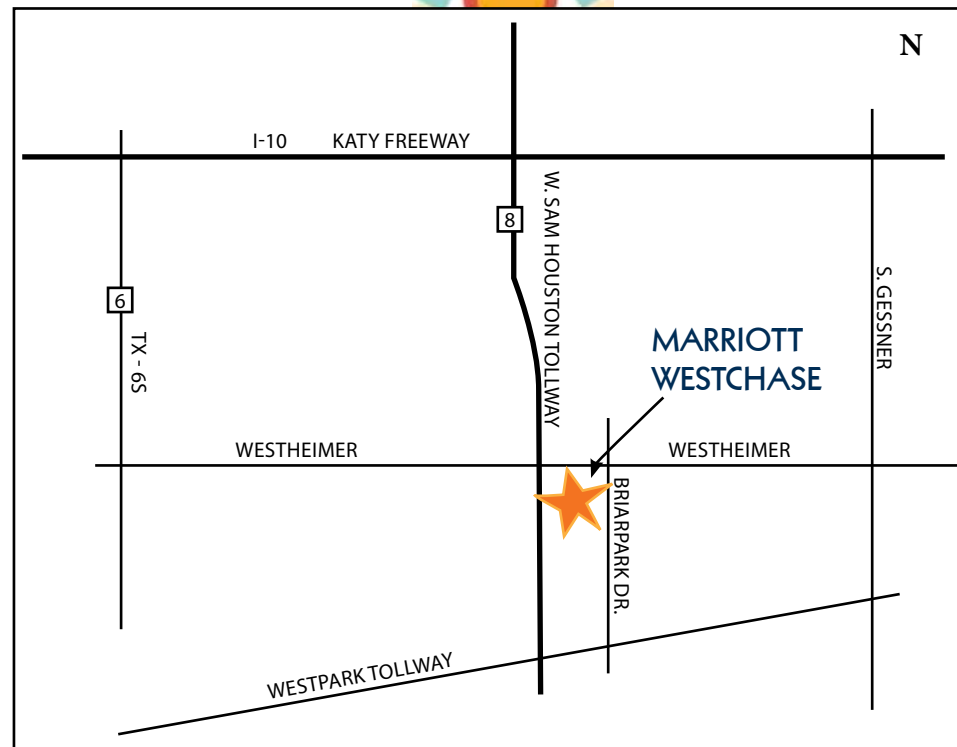 N
I-10 KATY FREEWAY
8
W. SAM HOUSTON TOLLWAY
6
TX - 6S
S. GESSNER
MARRIOTT
WESTCHASE
WESTHEIMER
WESTHEIMER
BRIARPARK DR.
WESTPARK TOLLWAY